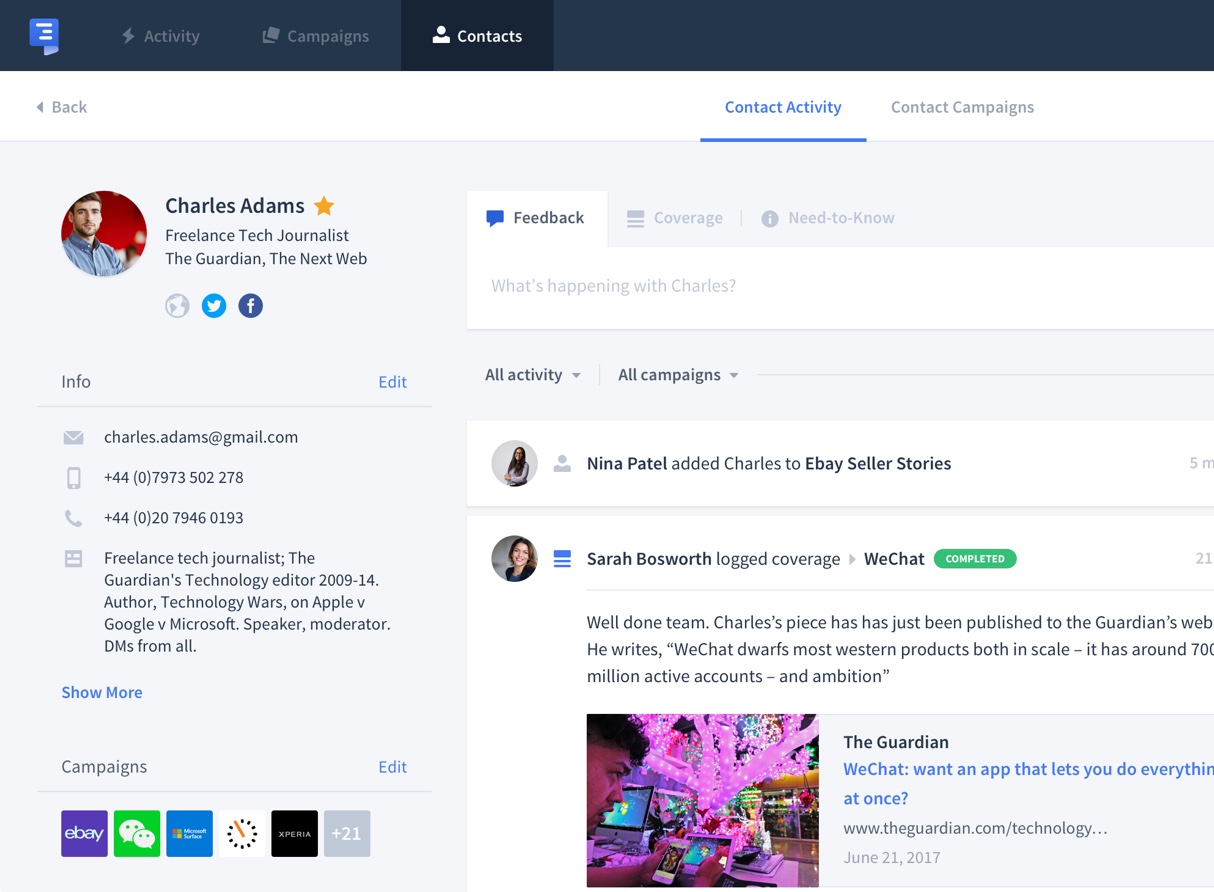 Activity
Campaigns
Contacts
Back
Contact Activity
Contact Campaigns
Charles Adams
Freelance Tech Journalist
The Guardian, The Next Web
Info
Edit
charles.adams@gmail.com
+44 (0)7973 502 278
+44 (0)20 7946 0193
Freelance tech journalist; The
Guardian's Technology editor 2009-14.
Author, Technology Wars, on Apple v
Google v Microsoft. Speaker, moderator.
DMs from all.
Show More
Campaigns
Edit
ebay
Microsoft
Surface
XPERIA
+21
Feedback
Coverage
Need-to-Know
What’s happening with Charles?
All activity
All campaigns
Nina Patel added Charles to Ebay Seller Stories
5 m
Sarah Bosworth logged coverage
WeChat
COMPLETED
21
Well done team. Charles’s piece has has just been published to the Guardian’s web
He writes, “WeChat dwarfs most western products both in scale – it has around 700
million active accounts – and ambition”
The Guardian
WeChat: want an app that lets you do everythin
at once?
www.theguardian.com/technology…
June 21, 2017